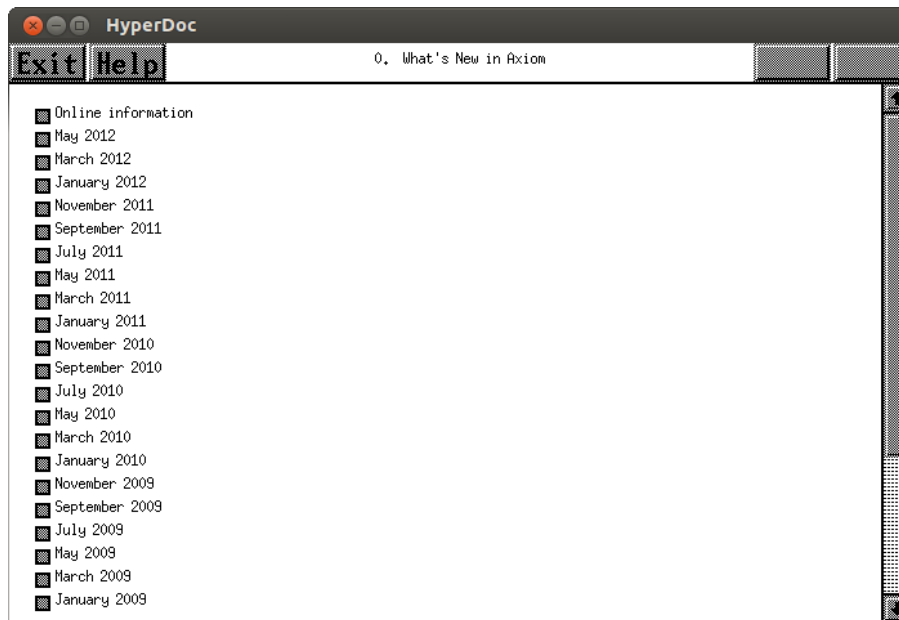 HyperDoc
Exit Help 0. What's New in Axiom
Online information
May 2012
March 2012
January 2012
November 2011
September 2011
July 2011
May 2011
March 2011
January 2011
November 2010
September 2010
July 2010
May 2010
March 2010
January 2010
November 2009
September 2009
July 2009
May 2009
March 2009
January 2009